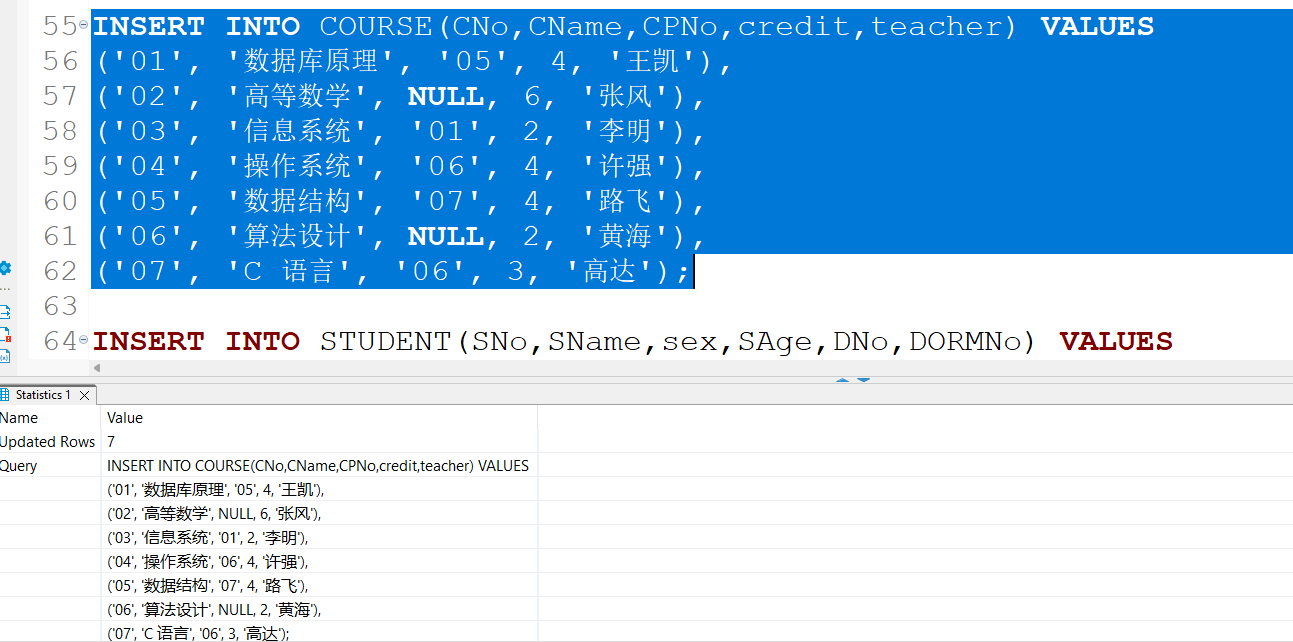 55 INSERT INTO COURSE(CNo,CName,CPNo,credit,teacher) VALUES
56 ('01', '数据库原理', '05', 4, '王凯'),
57 ('02', '高等数学', NULL, 6, '张风'),
58 ('03', '信息系统', '01', 2, '李明'),
59 ('04', '操作系统', '06', 4, '许强'),
60 ('05', '数据结构', '07', 4, '路飞'),
61 ('06', '算法设计', NULL, 2, '黄海'),
62 ('07', 'C 语言', '06', 3, '高达');
63
64 INSERT INTO STUDENT(SNo,SName,sex,SAge,DNo,DORMNo) VALUES
Statistics 1
Name Value
Updated Rows 7
Query INSERT INTO COURSE(CNo,CName,CPNo,credit,teacher) VALUES
('01', '数据库原理', '05', 4, '王凯'),
('02', '高等数学', NULL, 6, '张风'),
('03', '信息系统', '01', 2, '李明'),
('04', '操作系统', '06', 4, '许强'),
('05', '数据结构', '07', 4, '路飞'),
('06', '算法设计', NULL, 2, '黄海'),
('07', 'C 语言', '06', 3, '高达');